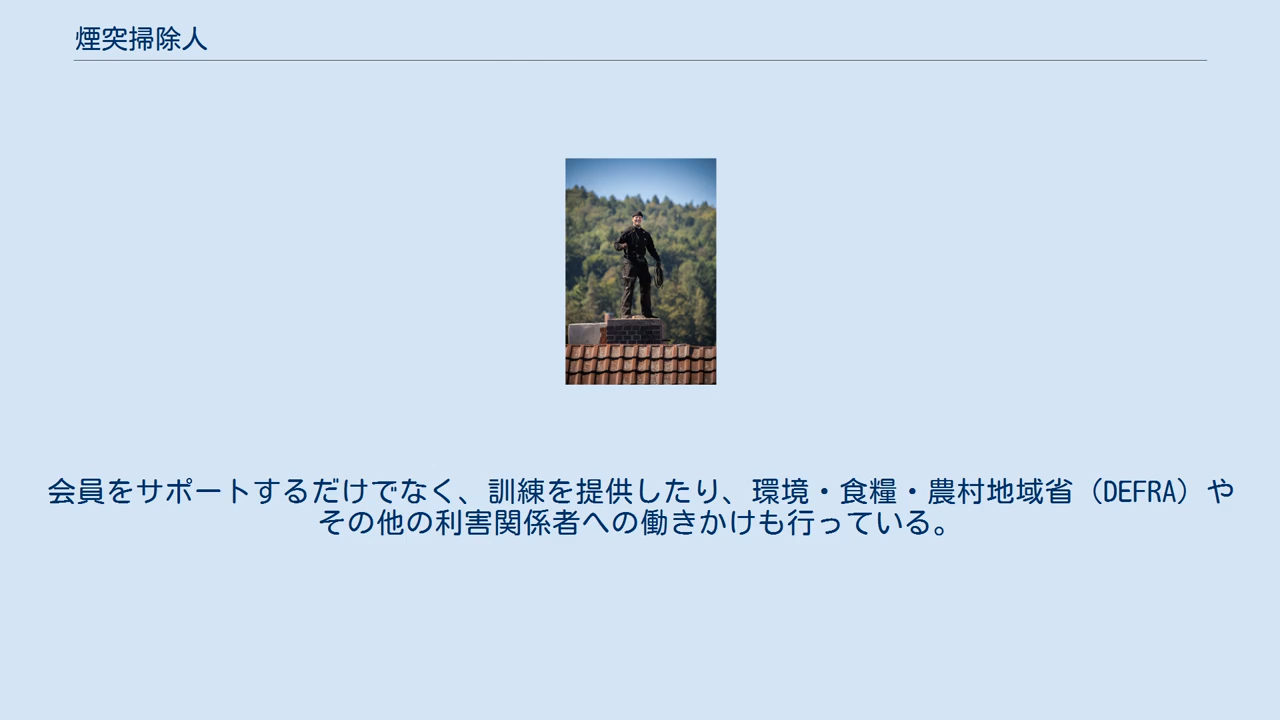 煙突掃除人
会員をサポートするだけでなく、訓練を提供したり、環境・食糧・農村地域省（DEFRA）や
その他の利害関係者への働きかけも行っている。